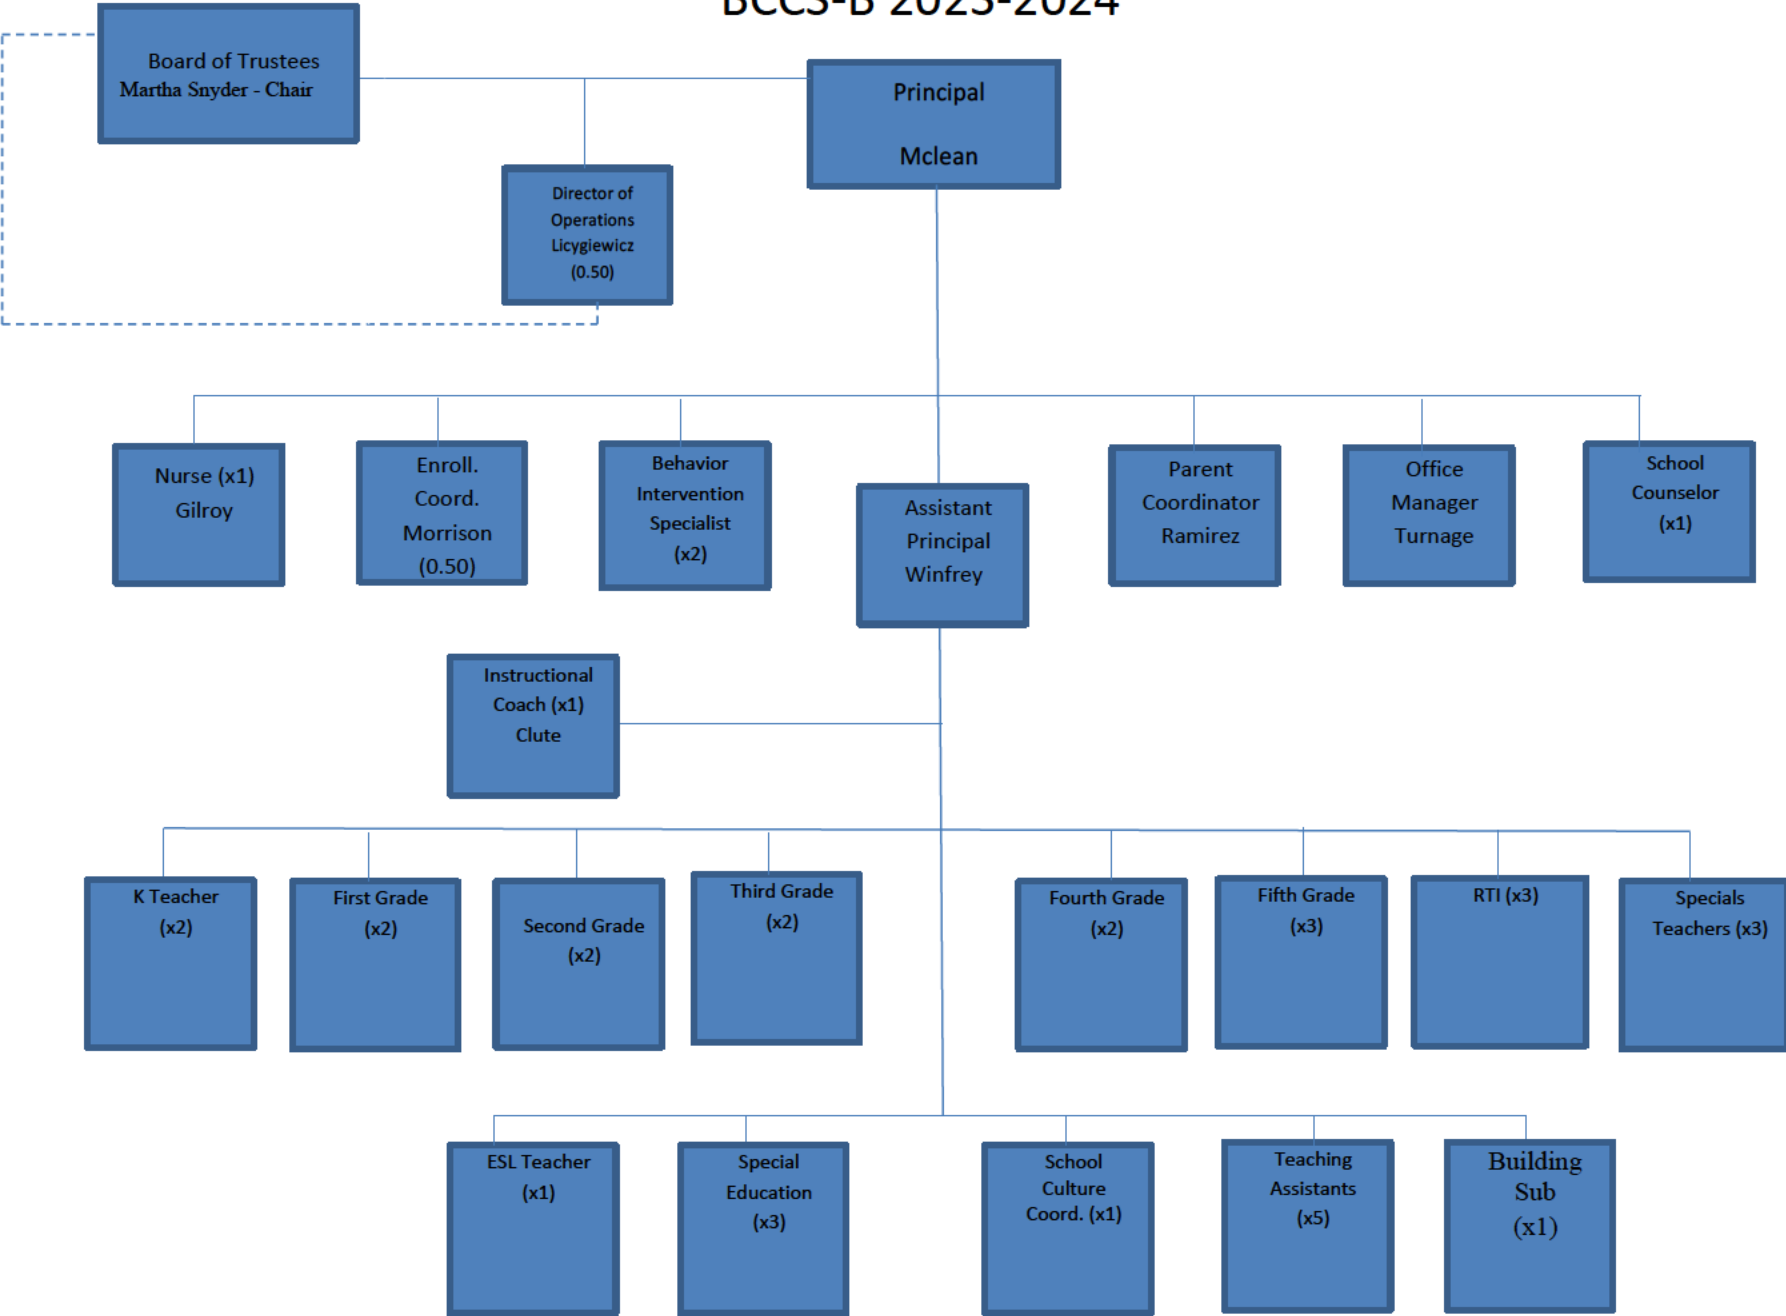 BCCS-B 2023-2024
Board of Trustees
Martha Snyder - Chair
Principal
Mclean
Director of
Operations
Licygiewicz
(0.50)
Nurse (x1)
Gilroy
Enroll.
Coord.
Morrison
(0.50)
Behavior
Intervention
Specialist
(x2)
Assistant
Principal
Winfrey
Parent
Coordinator
Ramirez
Office
Manager
Turnage
School
Counselor
(x1)
Instructional
Coach (x1)
Clute
K Teacher
(x2)
First Grade
(x2)
Second Grade
(x2)
Third Grade
(x2)
Fourth Grade
(x2)
Fifth Grade
(x3)
RTI (x3)
Specials
Teachers (x3)
ESL Teacher
(x1)
Special
Education
(x3)
School
Culture
Coord. (x1)
Teaching
Assistants
(x5)
Building
Sub
(x1)